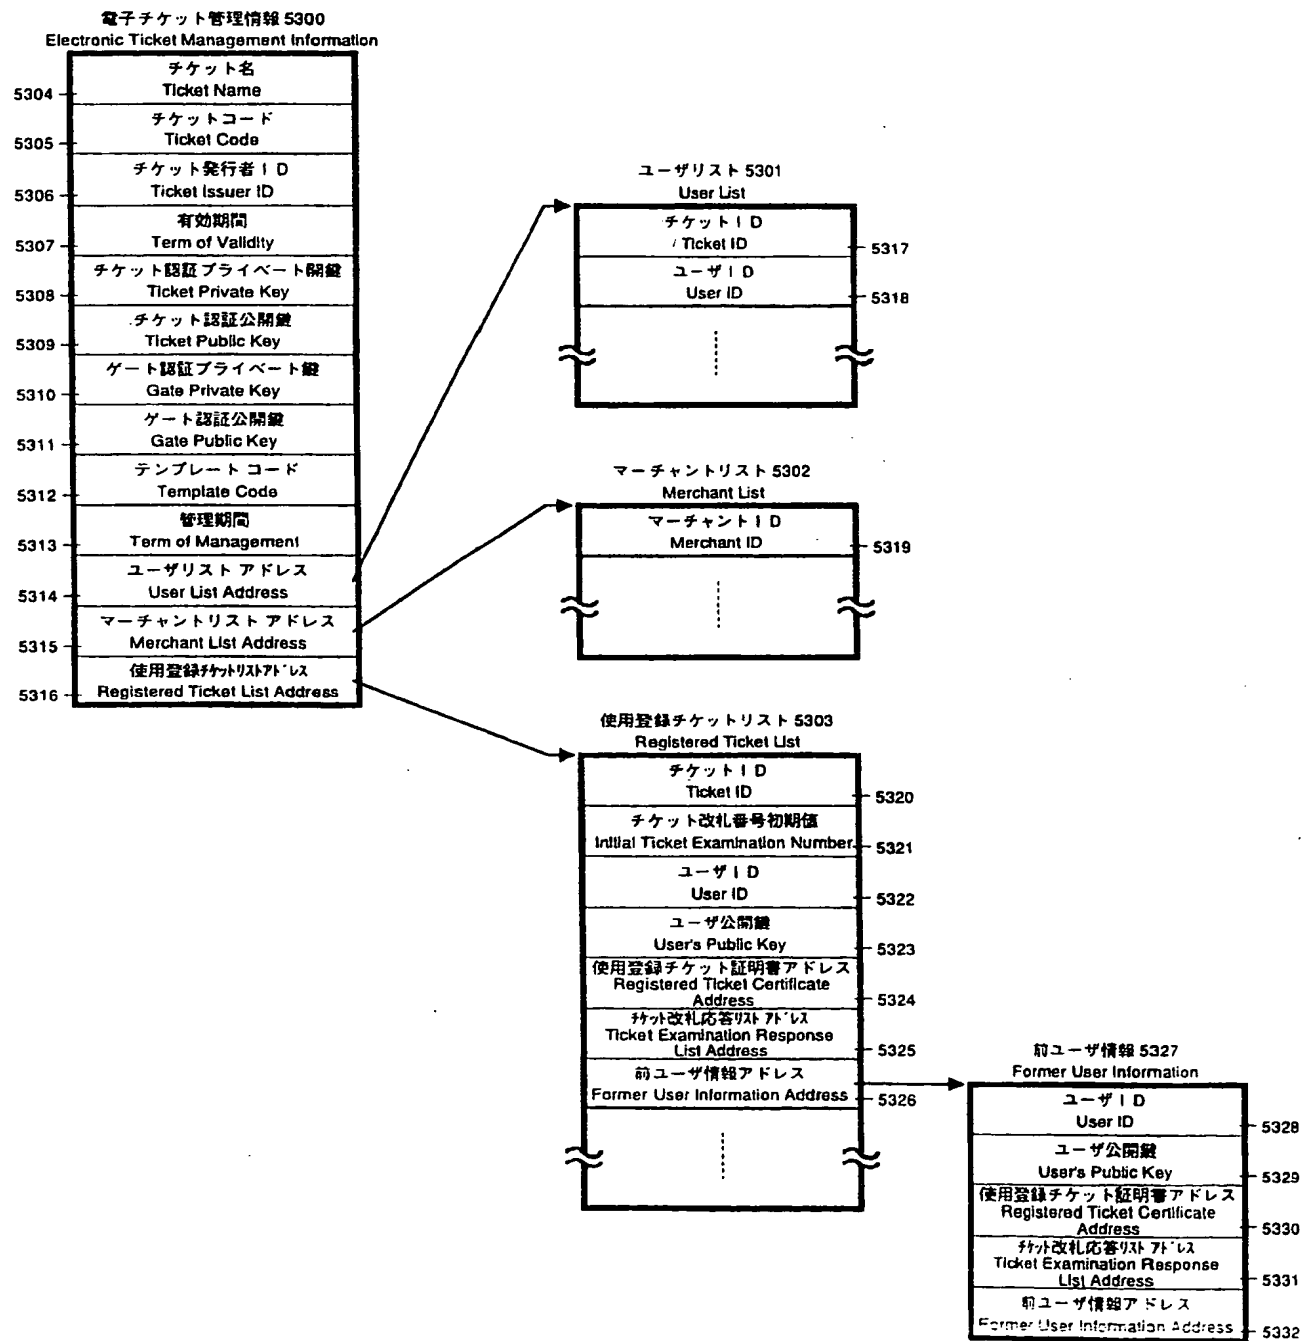 電子チケット管理情報 5300
Electronic Ticket Management Information
チケット名
Ticket Name
5304
チケットコード
Ticket Code
5305
チケット発行者ID
Ticket Issuer ID
5306
有効期間
Term of Validity
5307
チケット認証プライベート開鍵
Ticket Private Key
5308
チケット認証公開鍵
Ticket Public Key
5309
ゲート認証プライベート鍵
Gate Private Key
5310
ゲート認証公開鍵
Gate Public Key
5311
テンプレートコード
Template Code
5312
管理期間
Term of Management
5313
ユーザリスト アドレス
User List Address
5314
マーチャントリスト アドレス
Merchant List Address
5315
使用登録チケットリストアドレス
Registered Ticket List Address
5316
ユーザリスト 5301
User List
チケットID
Ticket ID
5317
ユーザID
User ID
5318
マーチャントリスト 5302
Merchant List
マーチャントID
Merchant ID
5319
使用登録チケットリスト 5303
Registered Ticket List
チケットID
Ticket ID
5320
チケット改札番号初期値
Initial Ticket Examination Number
5321
ユーザID
User ID
5322
ユーザ公開鍵
User's Public Key
5323
使用登録チケット証明書アドレス
Registered Ticket Certificate
Address
5324
チケット改札応答リスト アドレス
Ticket Examination Response
List Address
5325
前ユーザ情報アドレス
Former User Information Address
5326
前ユーザ情報 5327
Former User Information
ユーザID
User ID
5328
ユーザ公開鍵
User's Public Key
5329
使用登録チケット証明書アドレス
Registered Ticket Certificate
Address
5330
チケット改札応答リスト アドレス
Ticket Examination Response
List Address
5331
前ユーザ情報アドレス
Former User Information Address
5332